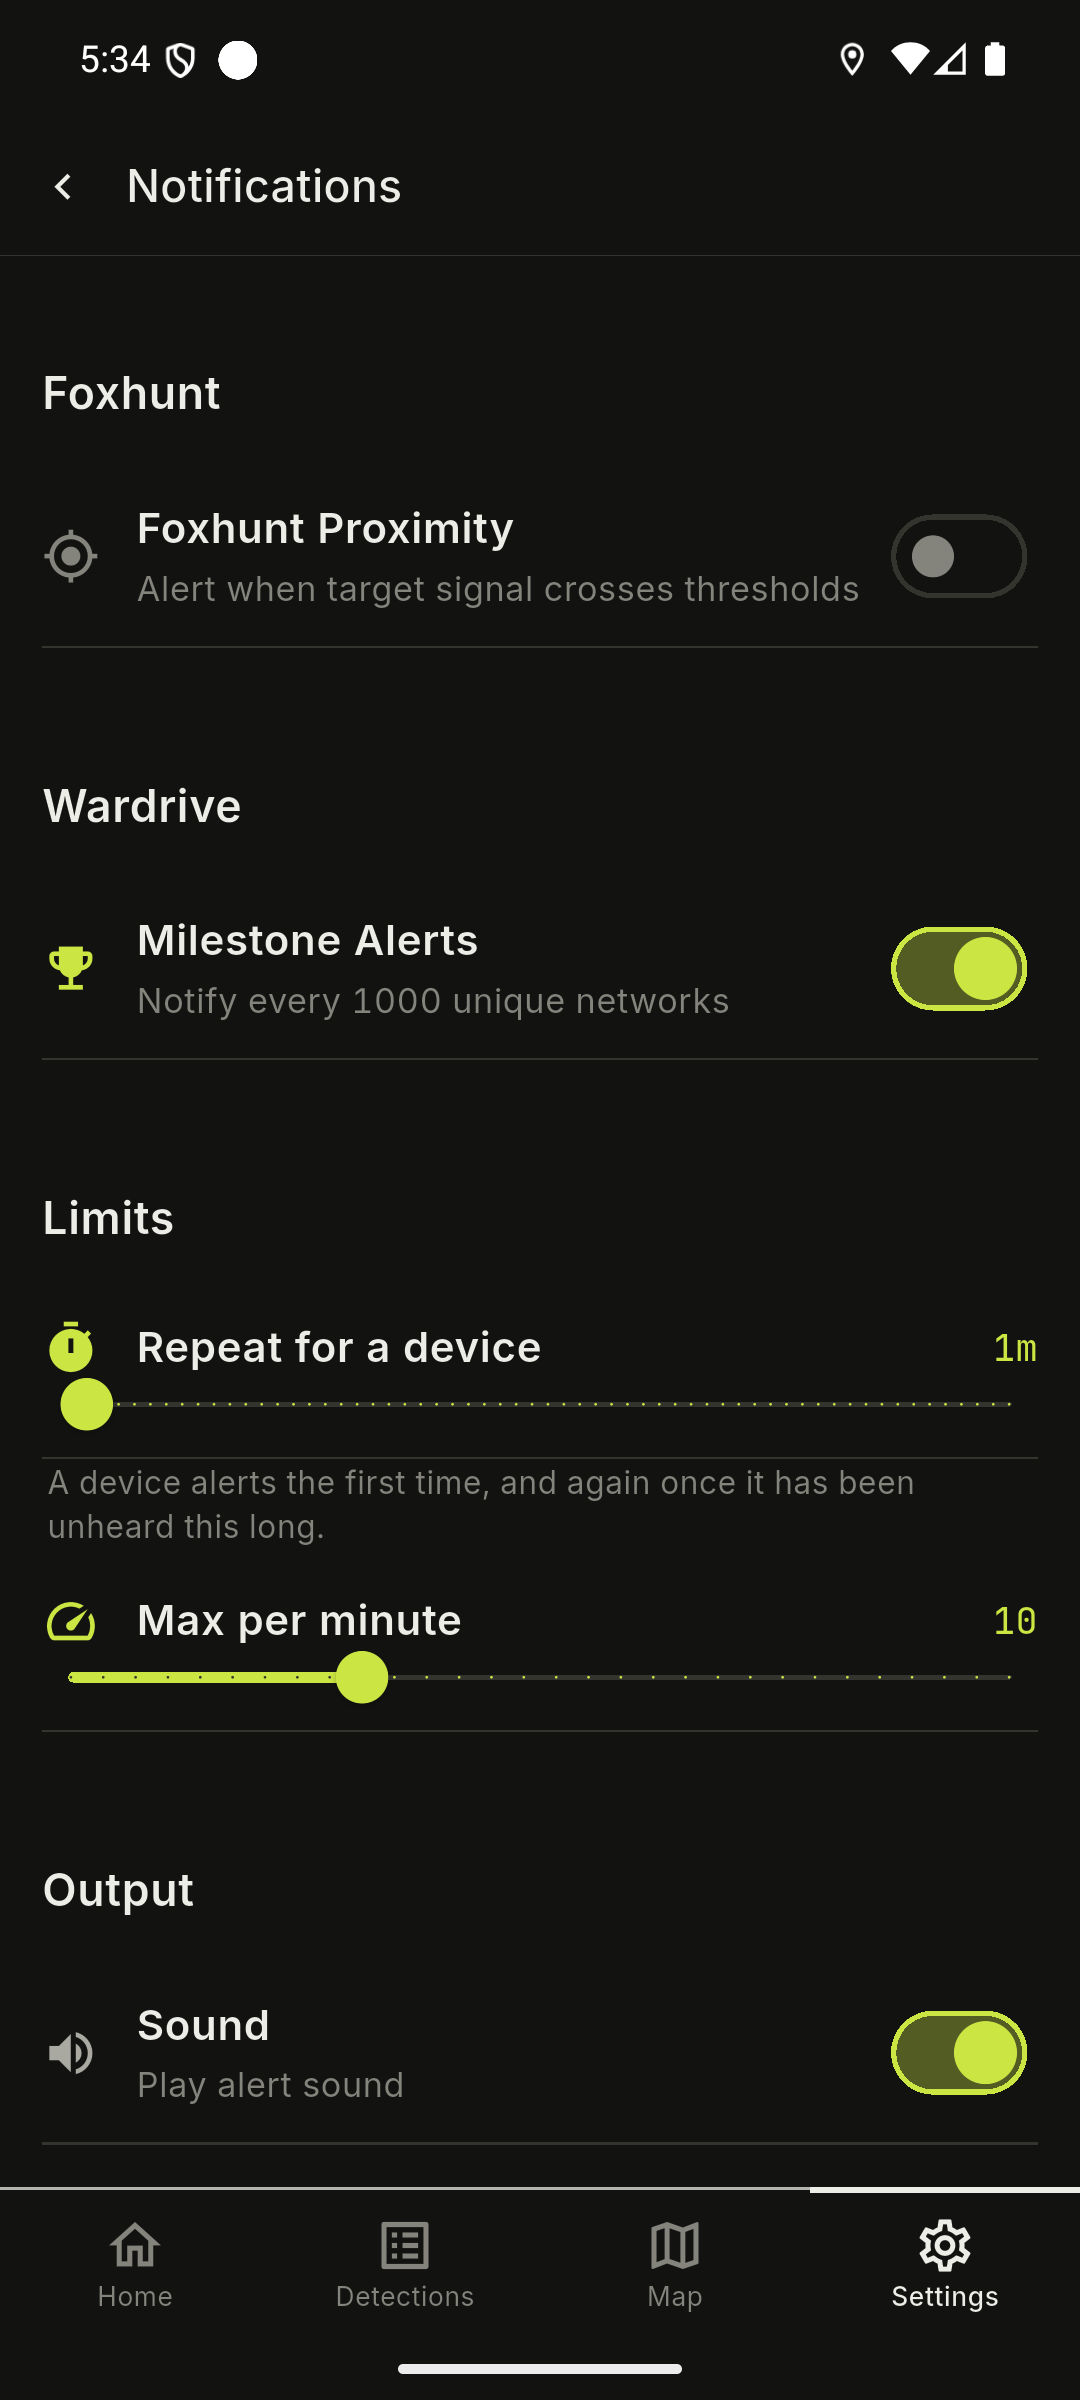 5:34
Notifications
Foxhunt
Foxhunt Proximity
Alert when target signal crosses thresholds
Wardrive
Milestone Alerts
Notify every 1000 unique networks
Limits
Repeat for a device 1m
A device alerts the first time, and again once it has been
unheard this long.
Max per minute 10
Output
Sound
Play alert sound
Home Detections Map Settings